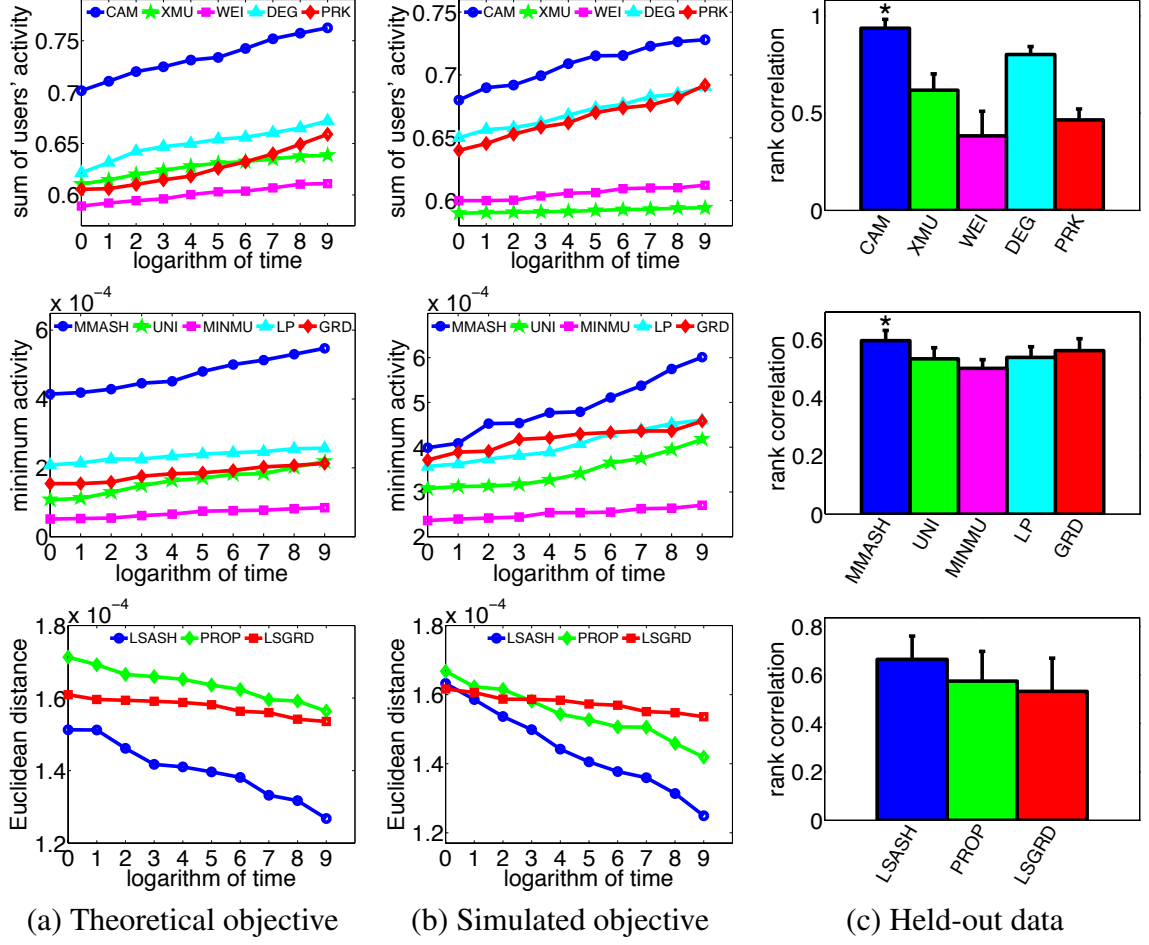 CAM XMU WEI DEG PRK
sum of users' activity
0.75
0.7
0.65
0.6
0 1 2 3 4 5 6 7 8 9
logarithm of time
CAM XMU WEI DEG PRK
sum of users' activity
0.75
0.7
0.65
0.6
0 1 2 3 4 5 6 7 8 9
logarithm of time
rank correlation
1
0.5
0
*
CAM XMU WEI DEG PRK
x 10⁻⁴
MMASH UNI MINMU LP GRD
minimum activity
6
4
2
0
0 1 2 3 4 5 6 7 8 9
logarithm of time
x 10⁻⁴
MMASH UNI MINMU LP GRD
minimum activity
6
5
4
3
2
0 1 2 3 4 5 6 7 8 9
logarithm of time
rank correlation
0.6
0.4
0.2
0
*
MMASH UNI MINMU LP GRD
x 10⁻⁴
LSASH PROP LSGRD
Euclidean distance
1.8
1.6
1.4
1.2
0 1 2 3 4 5 6 7 8 9
logarithm of time
x 10⁻⁴
LSASH PROP LSGRD
Euclidean distance
1.8
1.6
1.4
1.2
0 1 2 3 4 5 6 7 8 9
logarithm of time
rank correlation
0.8
0.6
0.4
0.2
0
LSASH PROP LSGRD
(a) Theoretical objective
(b) Simulated objective
(c) Held-out data